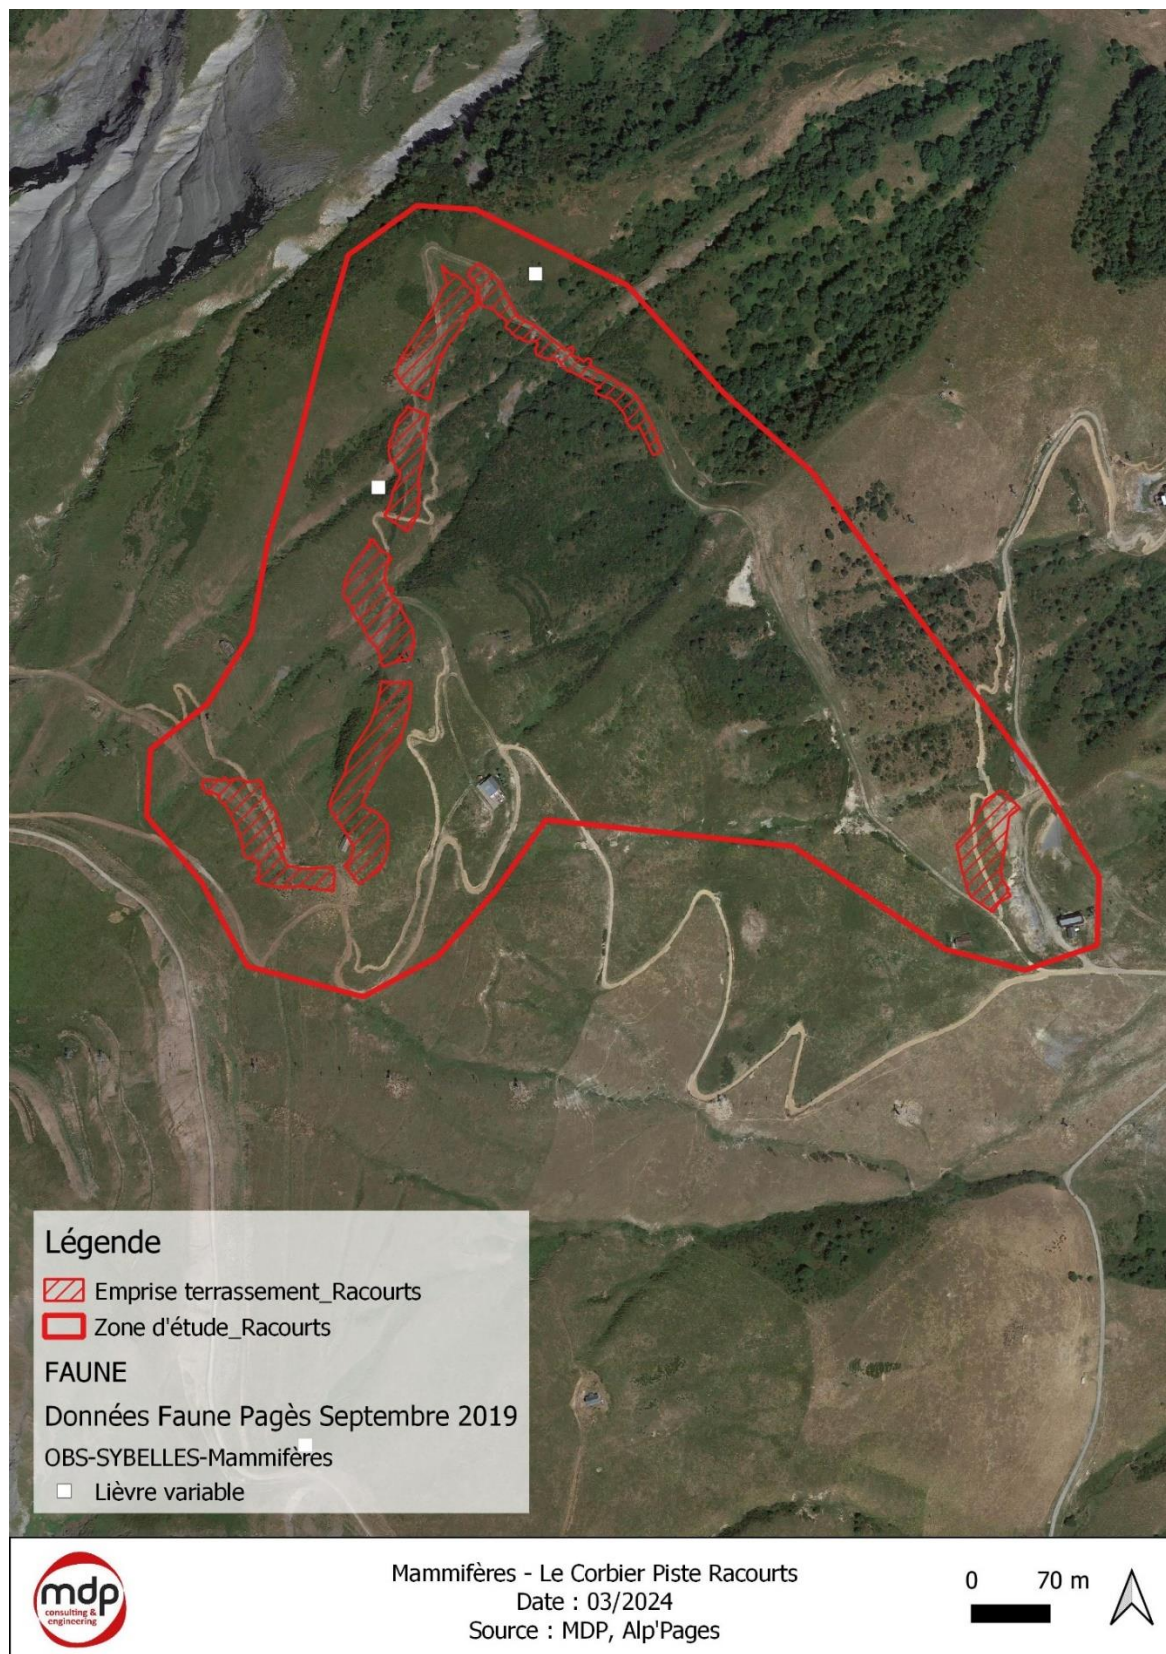 Légende
Emprise terrassement_Racourts
Zone d'étude_Racourts
FAUNE
Données Faune Pagès Septembre 2019
OBS-SYBELLES-Mammifères
Lièvre variable
mdp
consulting &
engineering
Mammifères - Le Corbier Piste Racourts
Date : 03/2024
Source : MDP, Alp'Pages
0 70 m